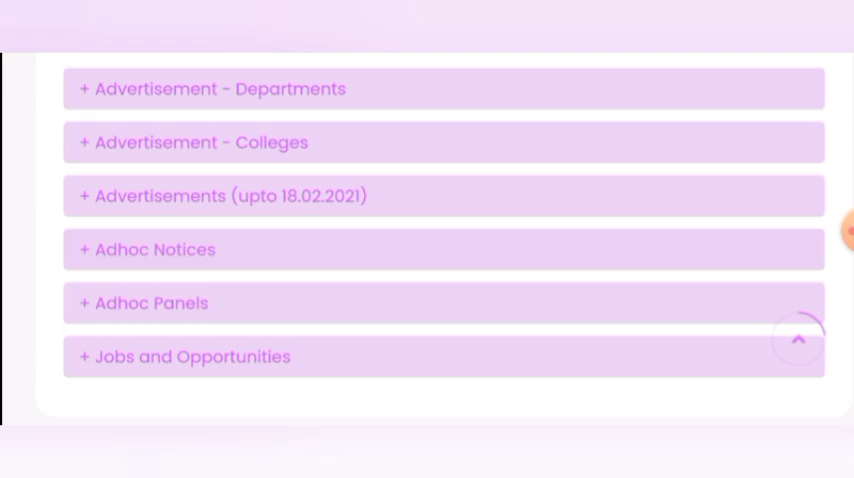 + Advertisement - Departments
+ Advertisement - Colleges
+ Advertisements (upto 18.02.2021)
+ Adhoc Notices
+ Adhoc Panels
+ Jobs and Opportunities